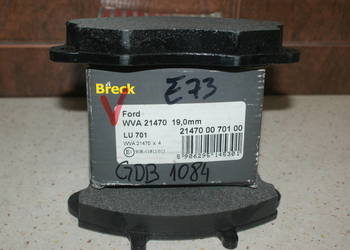 Breck
E73
V
Ford
WVA 21470 19,0mm
LU 701
21470 00 701 00
WVA 21470 x 4
GDB 1084